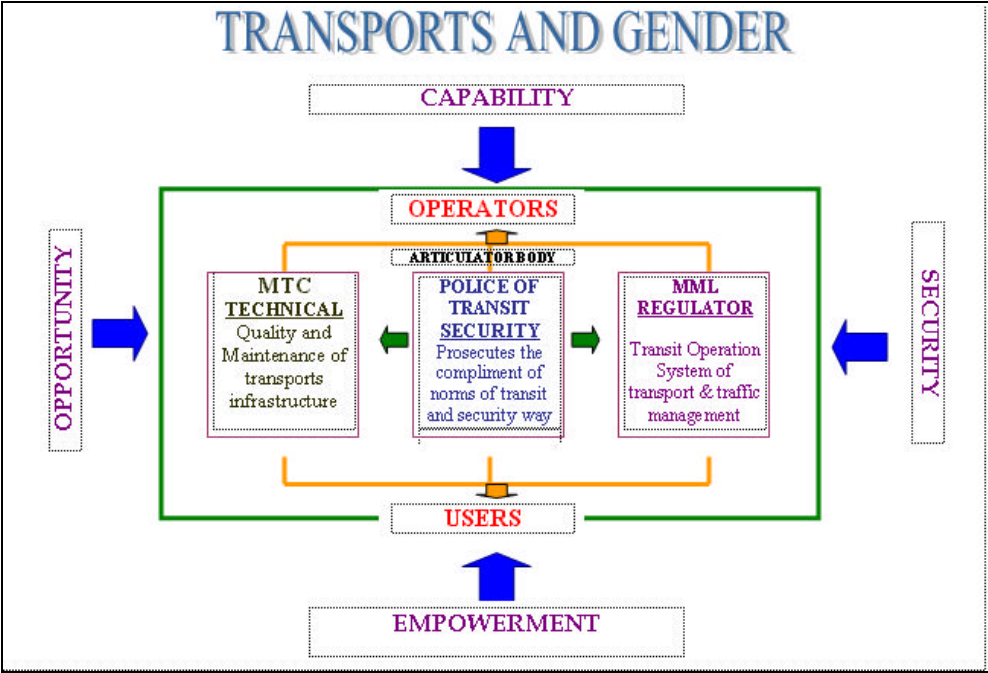 TRANSPORTS AND GENDER
CAPABILITY
OPERATORS
ARTICULATOR BODY
OPPORTUNITY
MTC
TECHNICAL
Quality and
Maintenance of
transports
infrastructure
POLICE OF
TRANSIT
SECURITY
Prosecutes the
compliment of
norms of transit
and security way
MML
REGULATOR
Transit Operation
System of
transport & traffic
management
SECURITY
USERS
EMPOWERMENT